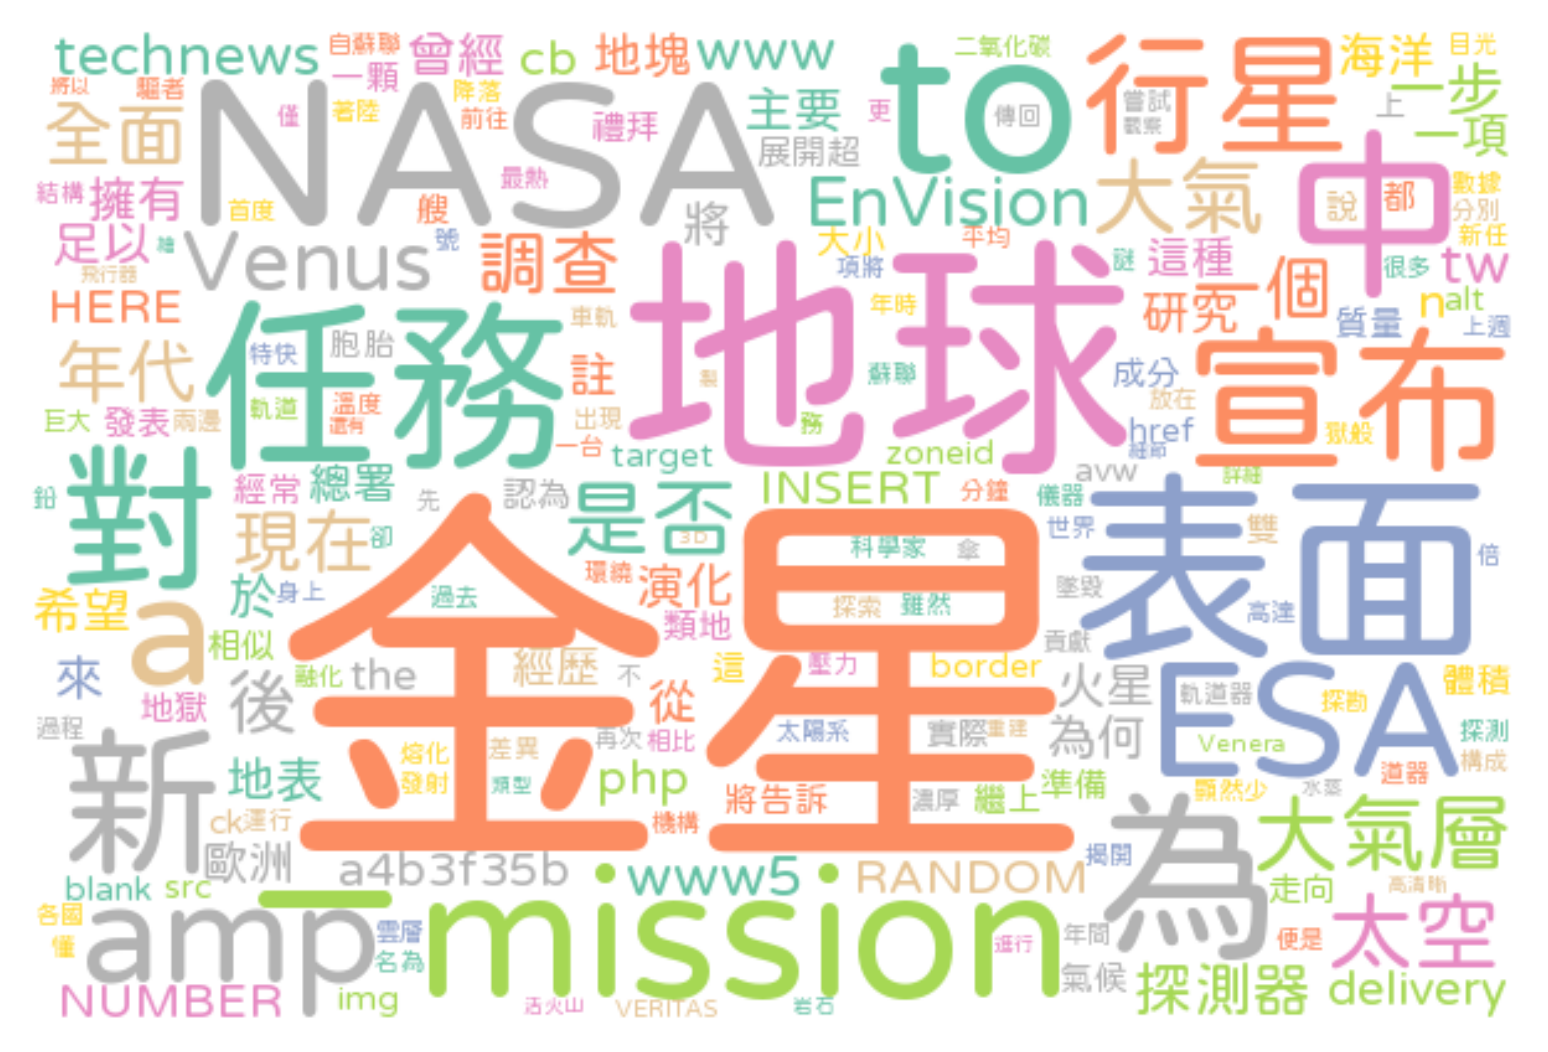 technews 自蘇聯 曾經 cb 地塊 www to 二氧化碳 行星 海洋 目光
將以 驅者 一顆 降落 主要 傳回 嘗試 上 一步
全面 NASA 僅 著陸 前往 禮拜 更 觀察 一項
展開超
結構 擁有 最熱 EnVision 大氣 中 說 都 數據
首度 艘 將 分別
足以 Venus 號 調查 大小 平均 謎 這種 一個 很多 tw 新任
飛行器 項將
HERE 任務 車軌 地球 年時 研究 質量 n alt 上週
年代 特快 胞胎 註 蘇聯 成分 宣布
軌道 溫度 放在
巨大 發表 兩邊 還有 出現 務 href 獄般
一台 target zoneid 細節
對 經常 總署 認為 是否 INSERT 分鐘 avw 詳細
鉛 先 儀器 表面
現在 卻 3D 金星 科學家 傘 世界 雙 倍
希望 a 於 身上 過去 環繞 演化 探索 雖然 墜毀 高達
相似 類地 貢獻
來 融化 the 經歷 不 這 壓力 border 火星 軌道器 ESA 探勘 體積
地獄 後 從
過程 新 熔化 差異 再次 相比 太陽系 實際 重建 為何 Venera 探測
地表 發射 類型 php 將告訴 濃厚 繼上 準備 道器 構成
顯然少 水蒸
ck 運行 機構 為 大氣層
歐洲 a4b3f35b www5 RANDOM 揭開
blank src 走向 高清晰
各國 amp 雲層 _mission 年間 便是 太空
懂 名為 進行
NUMBER img 活火山 VERITAS 岩石 氣候 探測器 delivery